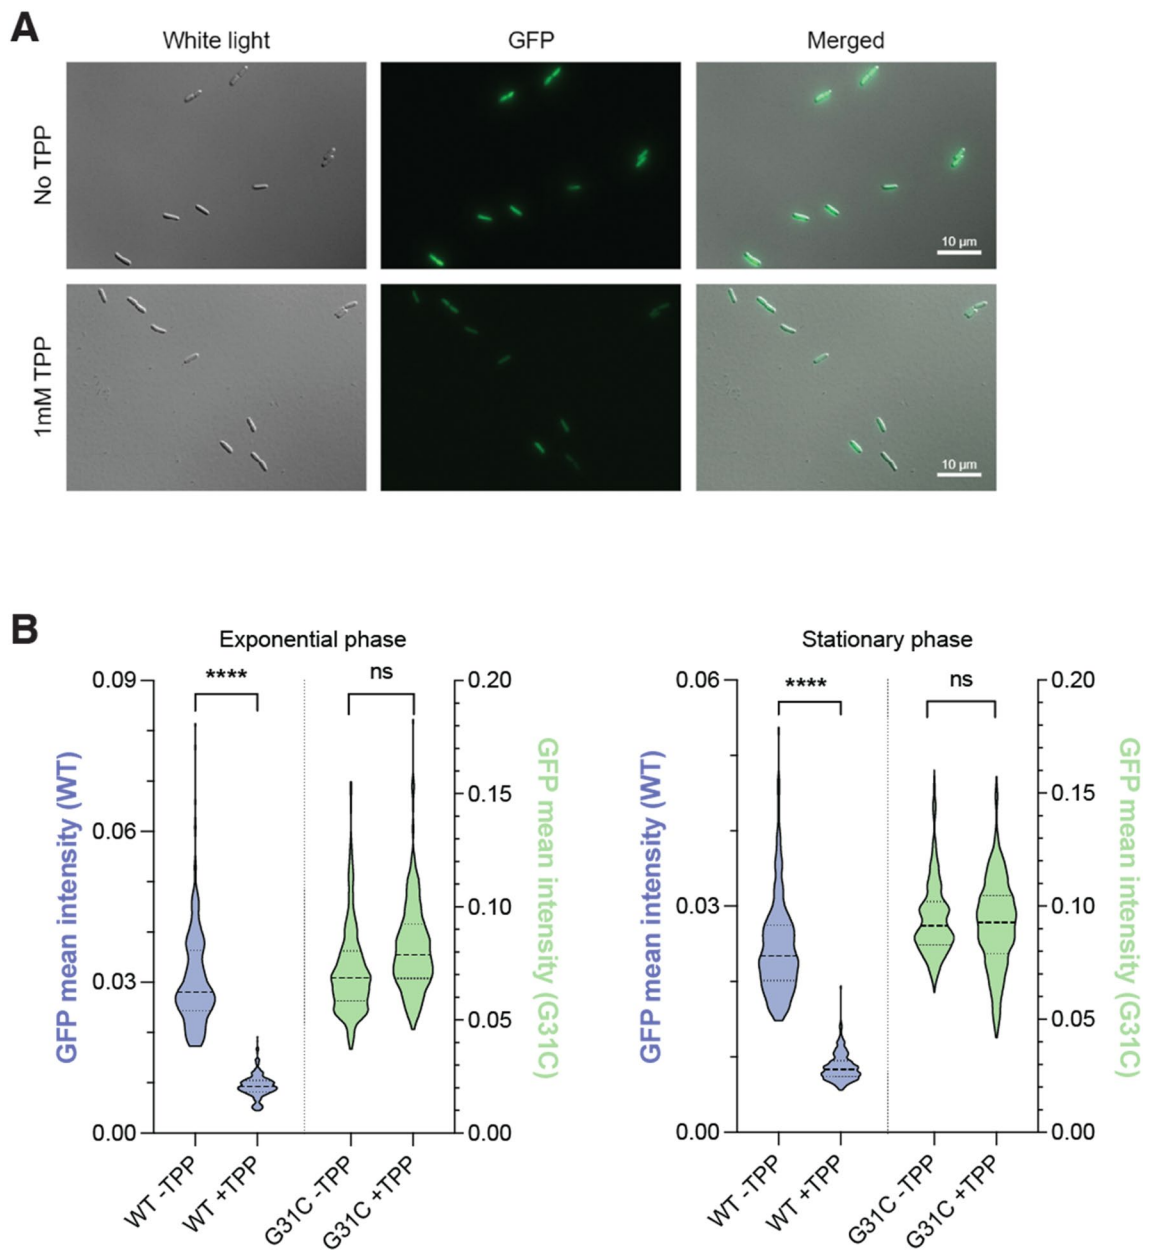 A
White light
GFP
Merged
No TPP
10 µm
1mM TPP
10 µm
B
Exponential phase
GFP mean intensity (WT)
0.09
0.06
0.03
0.00
****
ns
0.20
0.15
0.10
0.05
0.00
GFP mean intensity (G31C)
WT -TPP
WT +TPP
G31C -TPP
G31C +TPP
Stationary phase
GFP mean intensity (WT)
0.06
0.03
0.00
****
ns
0.20
0.15
0.10
0.05
0.00
GFP mean intensity (G31C)
WT -TPP
WT +TPP
G31C -TPP
G31C +TPP